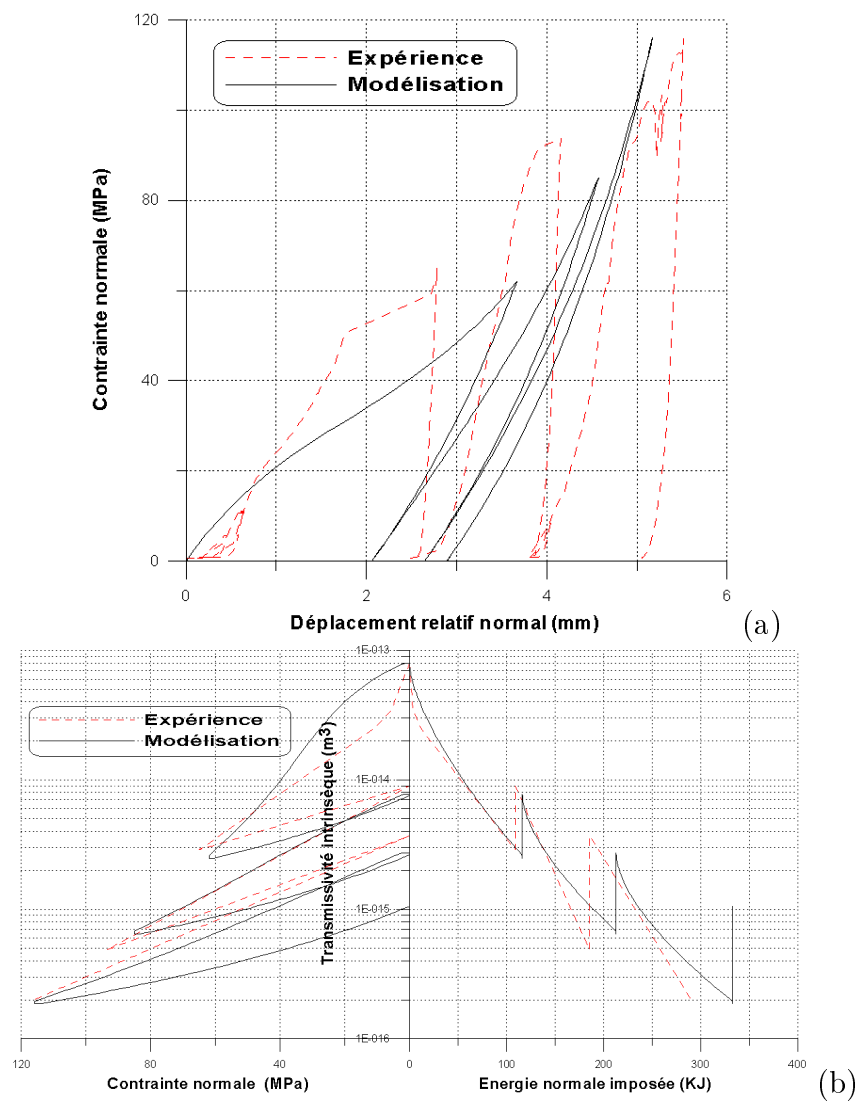 120
Expérience
Modélisation
80
40
0
Contrainte normale (MPa)
0
2
4
6
Déplacement relatif normal (mm)
(a)
1E-013
Expérience
Modélisation
Transmissivité intrinsèque (m³)
1E-014
1E-015
1E-016
120
80
40
0
100
200
300
400
Contrainte normale (MPa)
Energie normale imposée (KJ)
(b)